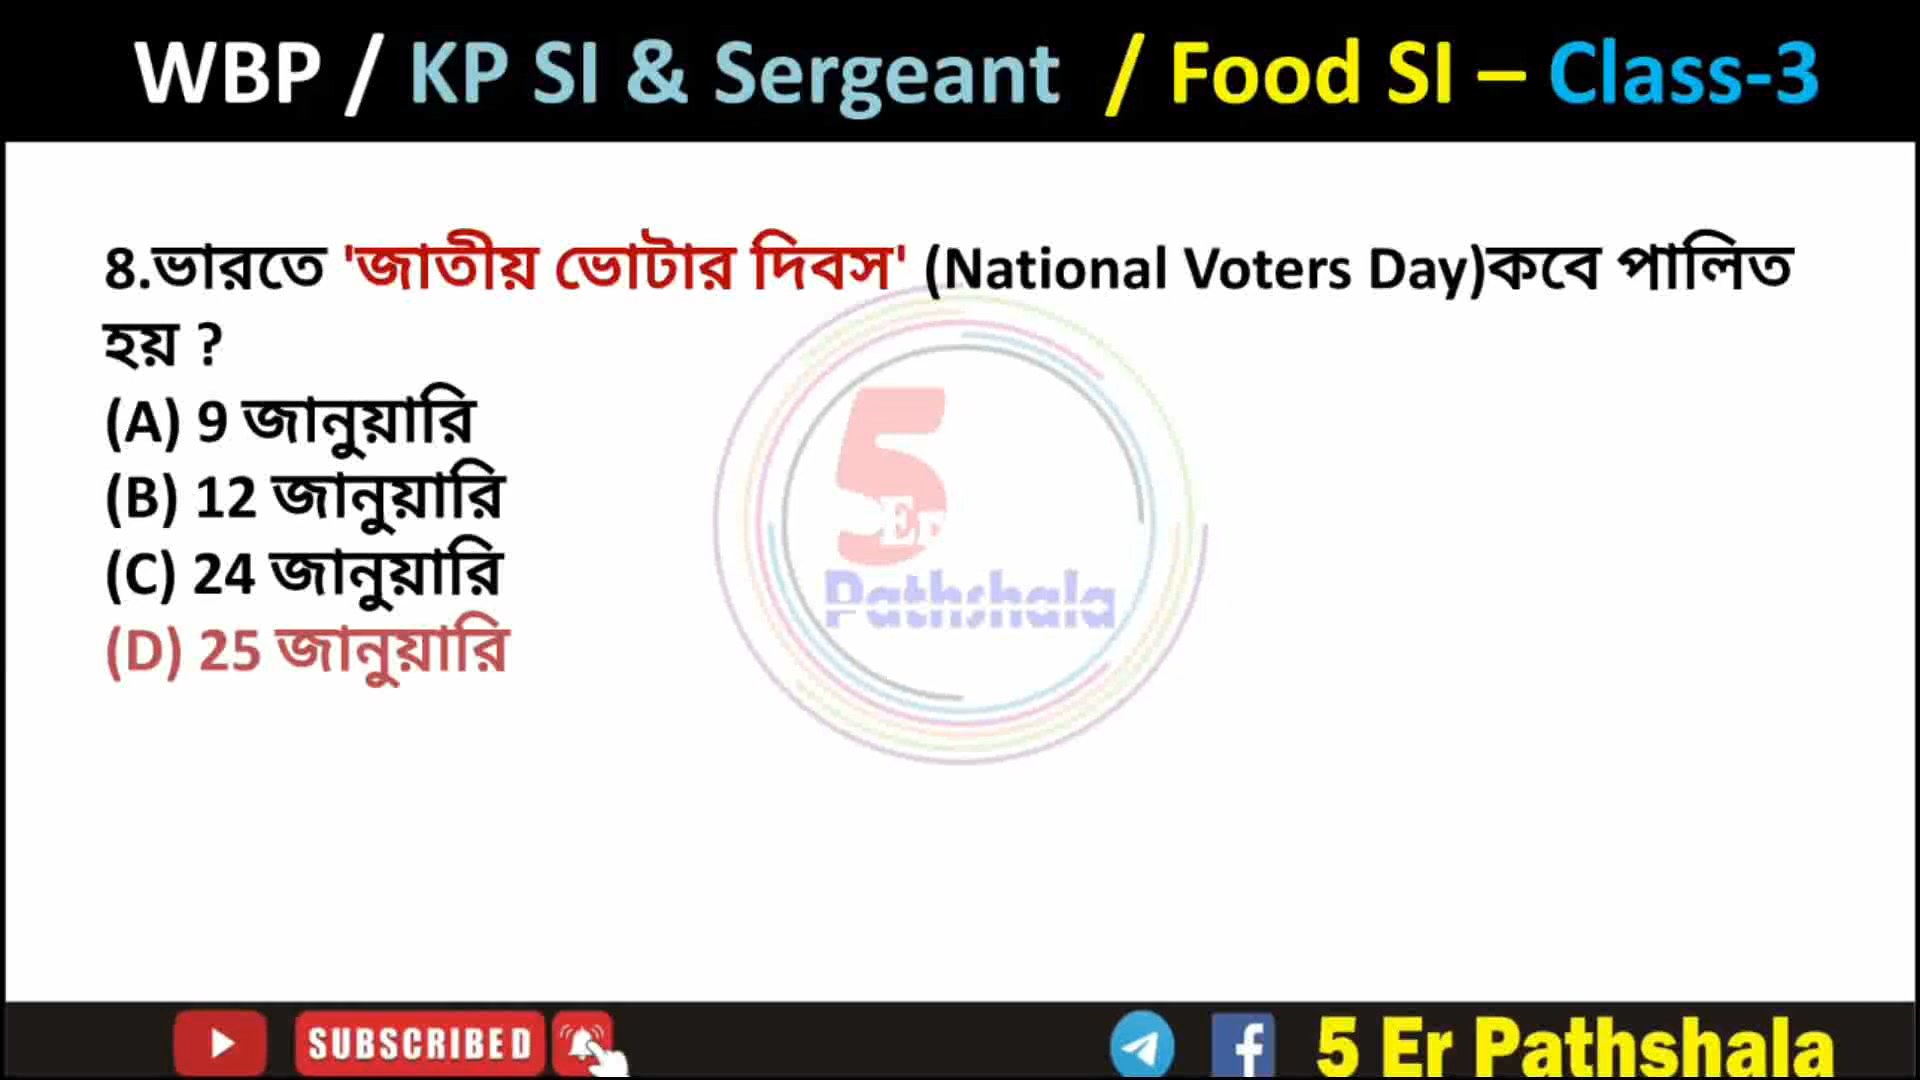 WBP / KP SI & Sergeant / Food SI – Class-3
8.ভারতে 'জাতীয় ভোটার দিবস' (National Voters Day)কবে পালিত
হয় ?
(A) 9 জানুয়ারি
(B) 12 জানুয়ারি
(C) 24 জানুয়ারি
(D) 25 জানুয়ারি
5
Er
Pathshala
SUBSCRIBED
5 Er Pathshala